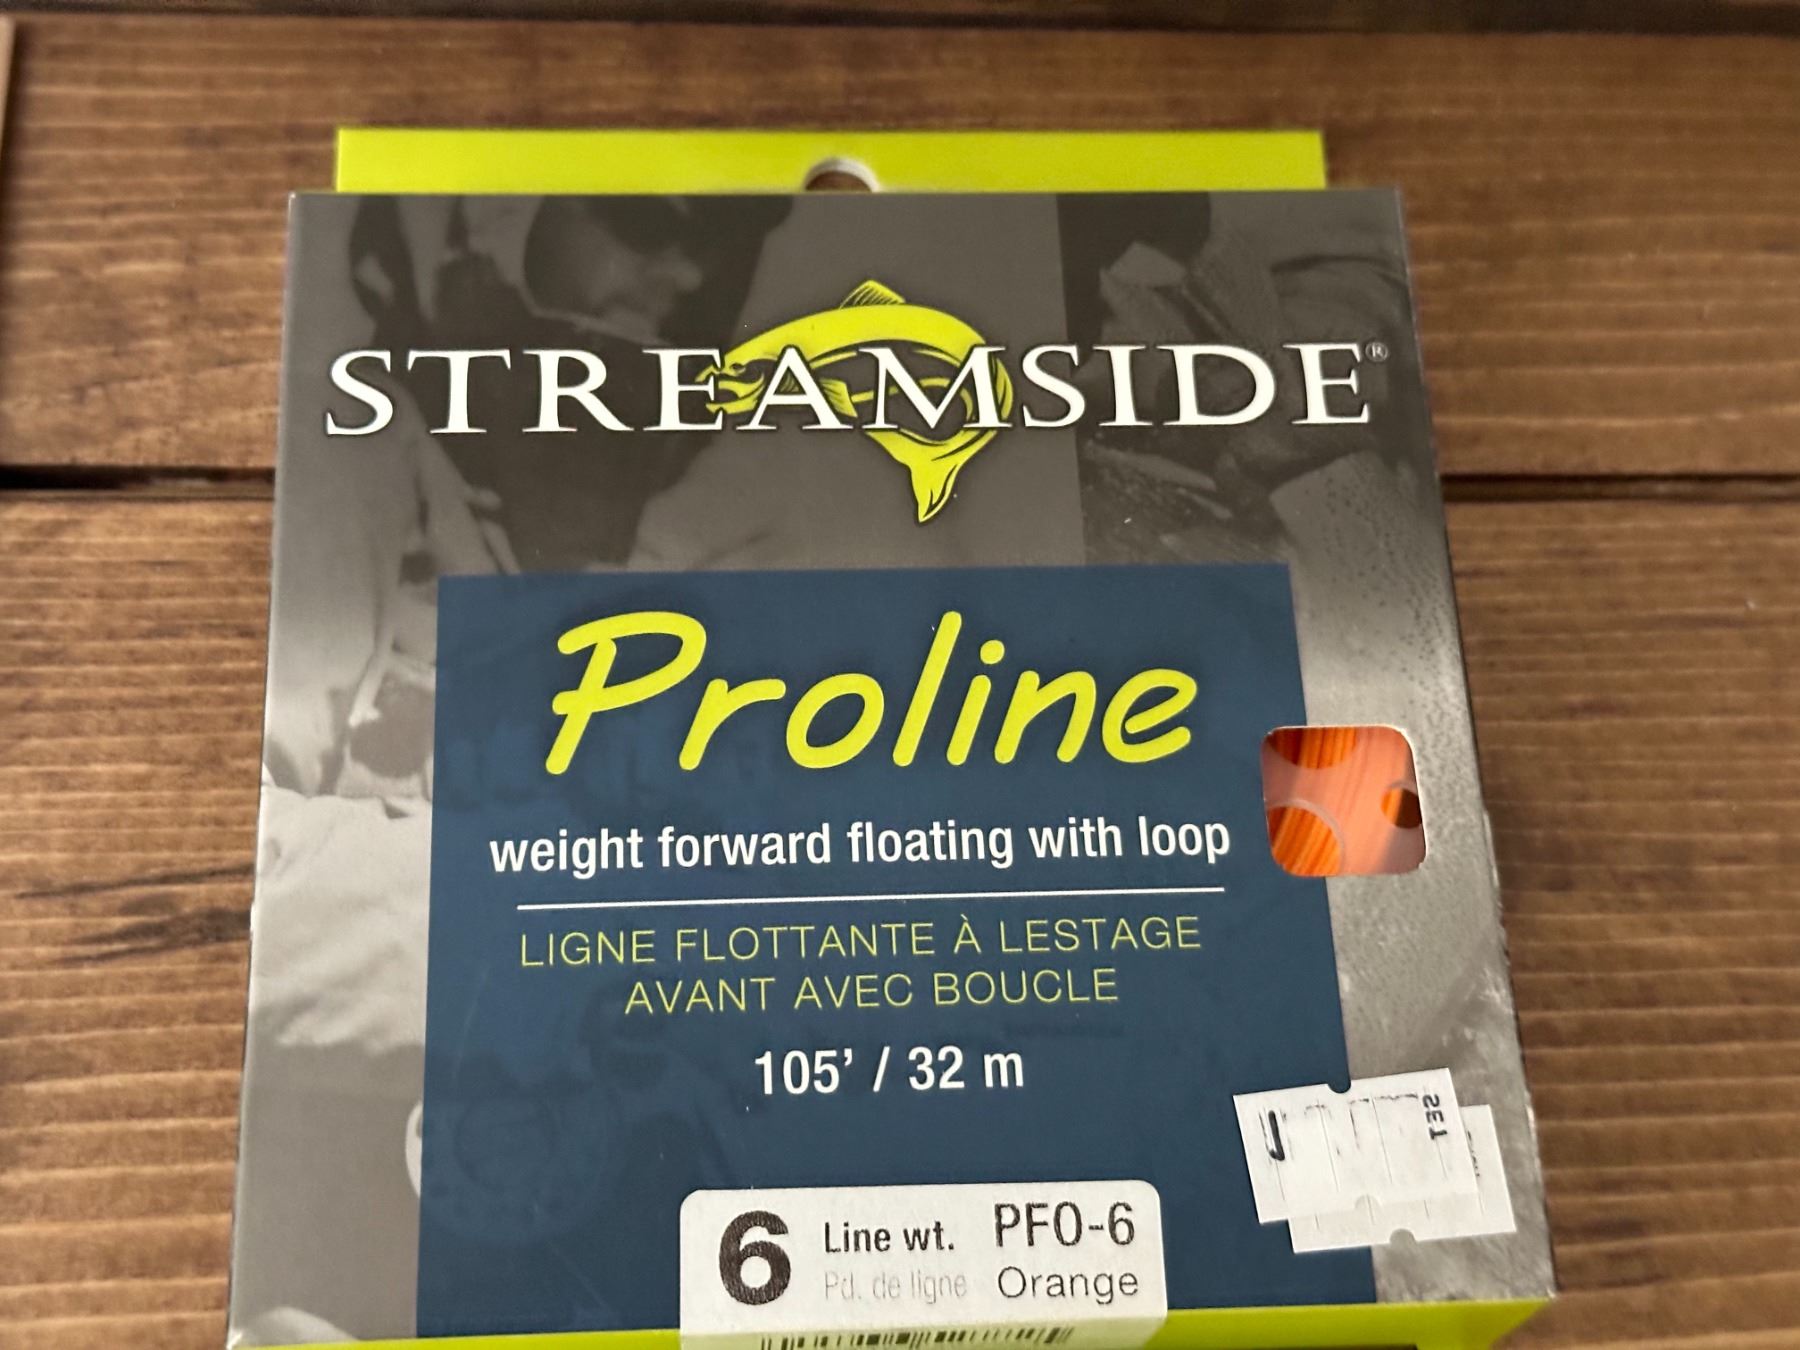 STREAMSIDE®
Proline
weight forward floating with loop
LIGNE FLOTTANTE À LESTAGE
AVANT AVEC BOUCLE
105' / 32 m
6 Line wt. PFO-6
Pd. de ligne Orange